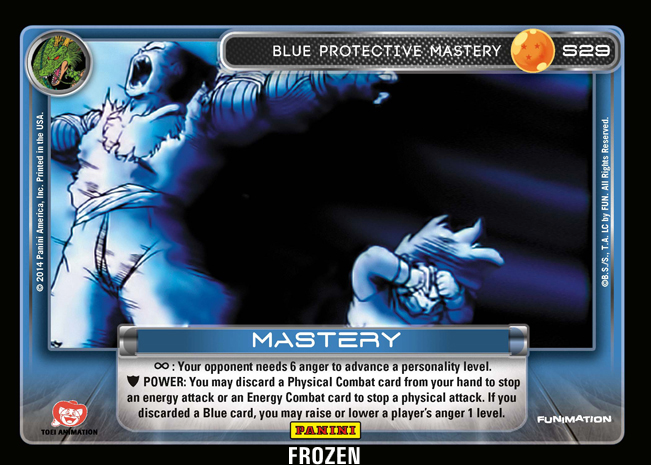 BLUE PROTECTIVE MASTERY S29
© 2014 Panini America, Inc. Printed in the USA.
©B.S./S., T.A. LC by FUN. All Rights Reserved.
MASTERY
∞ : Your opponent needs 6 anger to advance a personality level.
POWER: You may discard a Physical Combat card from your hand to stop
an energy attack or an Energy Combat card to stop a physical attack. If you
discarded a Blue card, you may raise or lower a player's anger 1 level.
TOEI ANIMATION
PANINI
FUNIMATION
FROZEN